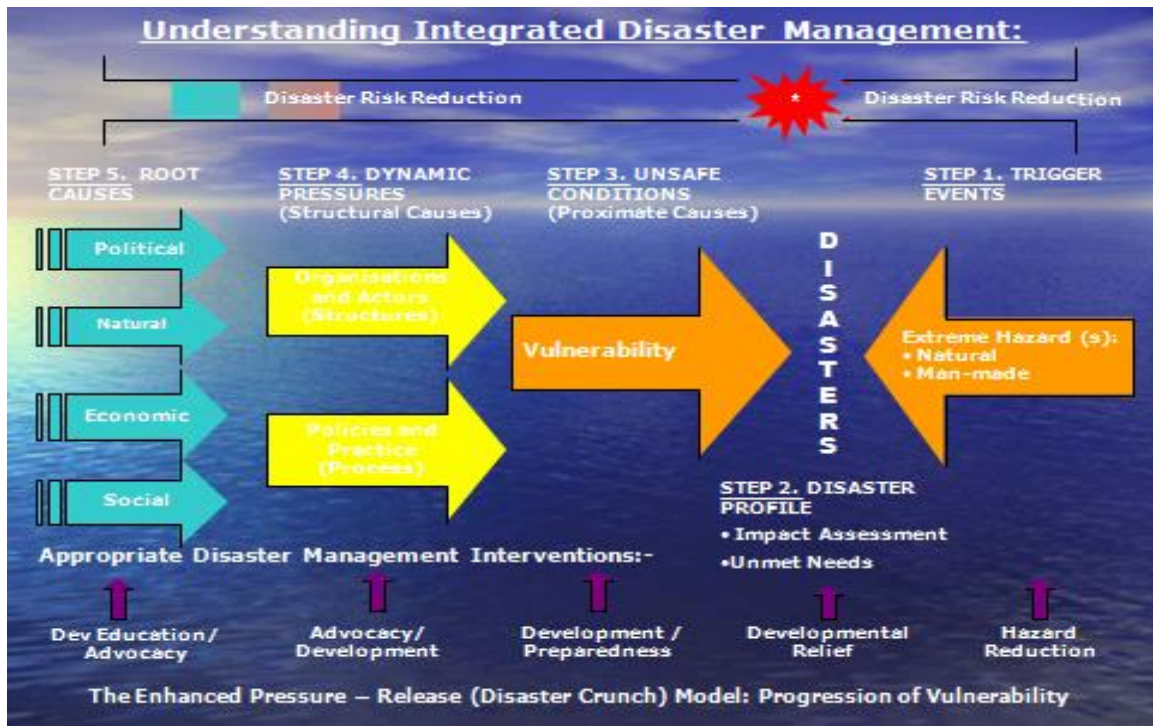 Understanding Integrated Disaster Management:
Disaster Risk Reduction
*
Disaster Risk Reduction
STEP 5. ROOT
CAUSES
STEP 4. DYNAMIC
PRESSURES
(Structural Causes)
STEP 3. UNSAFE
CONDITIONS
(Proximate Causes)
STEP 1. TRIGGER
EVENTS
Political
Natural
Economic
Social
Organisations
and Actors
(Structures)
Policies and
Practice
(Process)
Vulnerability
DISASTERS
Extreme Hazard (s):
• Natural
• Man-made
STEP 2. DISASTER
PROFILE
• Impact Assessment
•Unmet Needs
Appropriate Disaster Management Interventions:-
Dev Education /
Advocacy
Advocacy/
Development
Development /
Preparedness
Developmental
Relief
Hazard
Reduction
The Enhanced Pressure – Release (Disaster Crunch) Model: Progression of Vulnerability